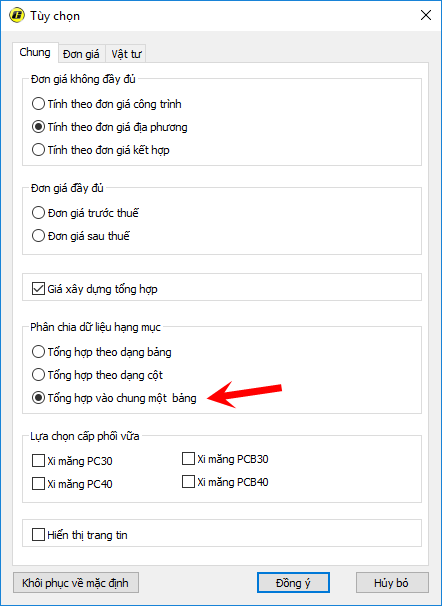 Tùy chọn
Chung Đơn giá Vật tư
Đơn giá không đầy đủ
Tính theo đơn giá công trình
Tính theo đơn giá địa phương
Tính theo đơn giá kết hợp
Đơn giá đầy đủ
Đơn giá trước thuế
Đơn giá sau thuế
Giá xây dựng tổng hợp
Phân chia dữ liệu hạng mục
Tổng hợp theo dạng bảng
Tổng hợp theo dạng cột
Tổng hợp vào chung một bảng
Lựa chọn cấp phối vữa
Xi măng PC30 Xi măng PCB30
Xi măng PC40 Xi măng PCB40
Hiển thị trang tin
Khôi phục về mặc định Đồng ý Hủy bỏ